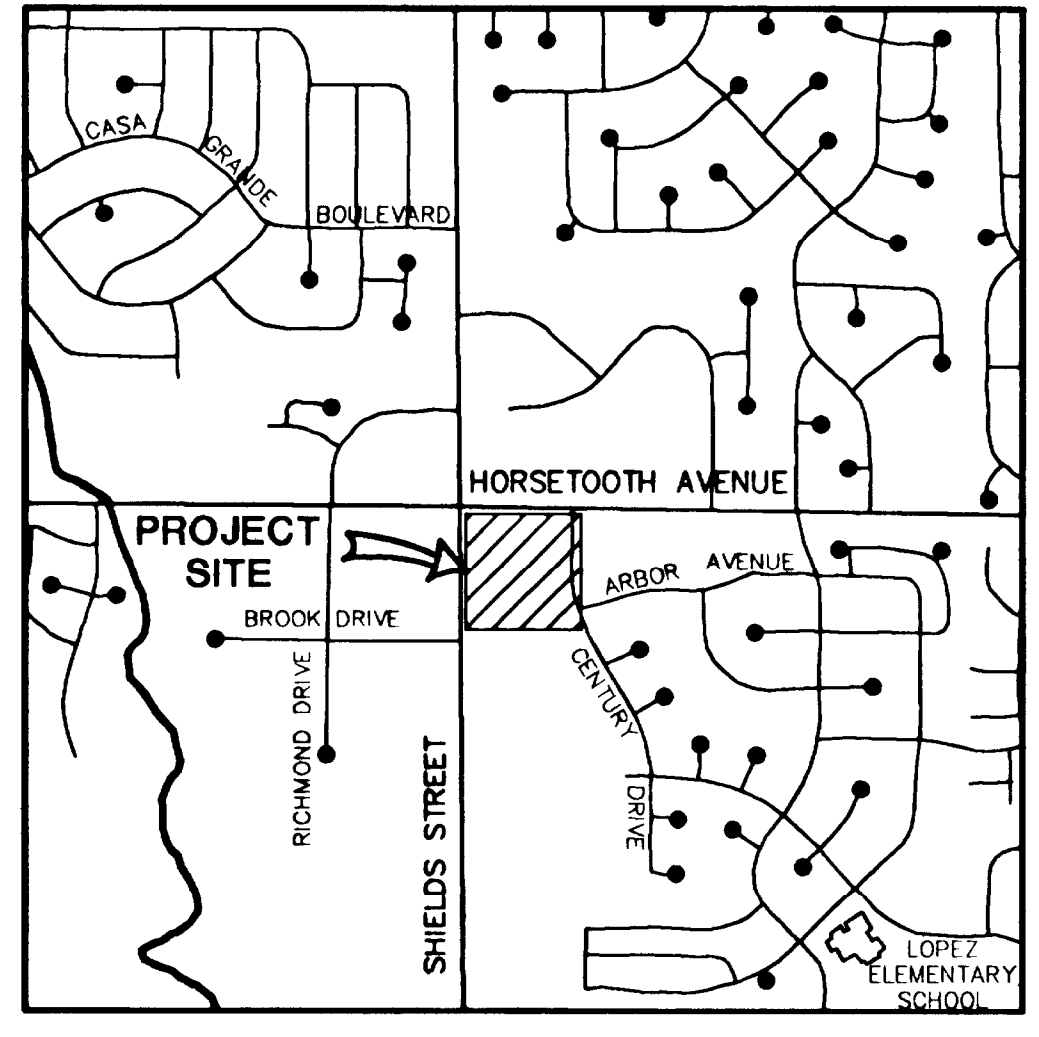 CASA
GRANDE
BOULEVARD
HORSETOOTH AVENUE
PROJECT
SITE
ARBOR AVENUE
BROOK DRIVE
RICHMOND DRIVE
SHIELDS STREET
CENTURY
DRIVE
LOPEZ
ELEMENTARY
SCHOOL